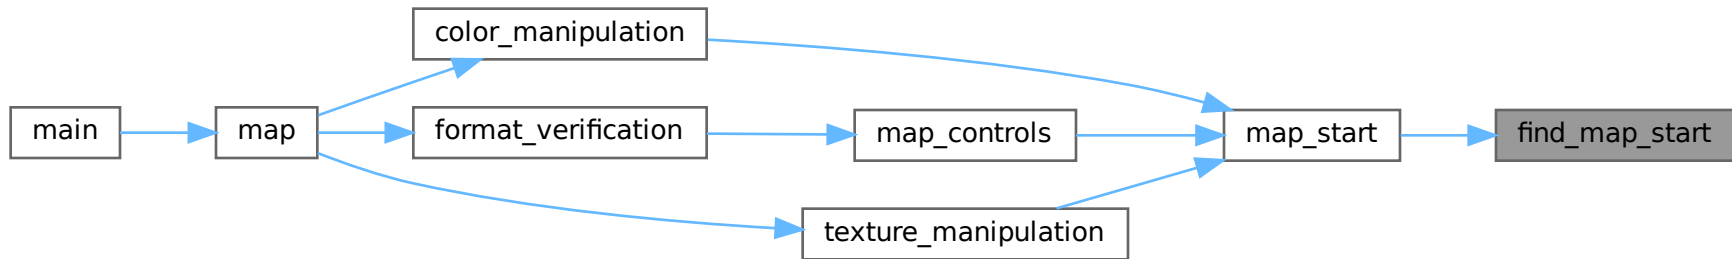 color_manipulation
main
map
format_verification
map_controls
map_start
find_map_start
texture_manipulation